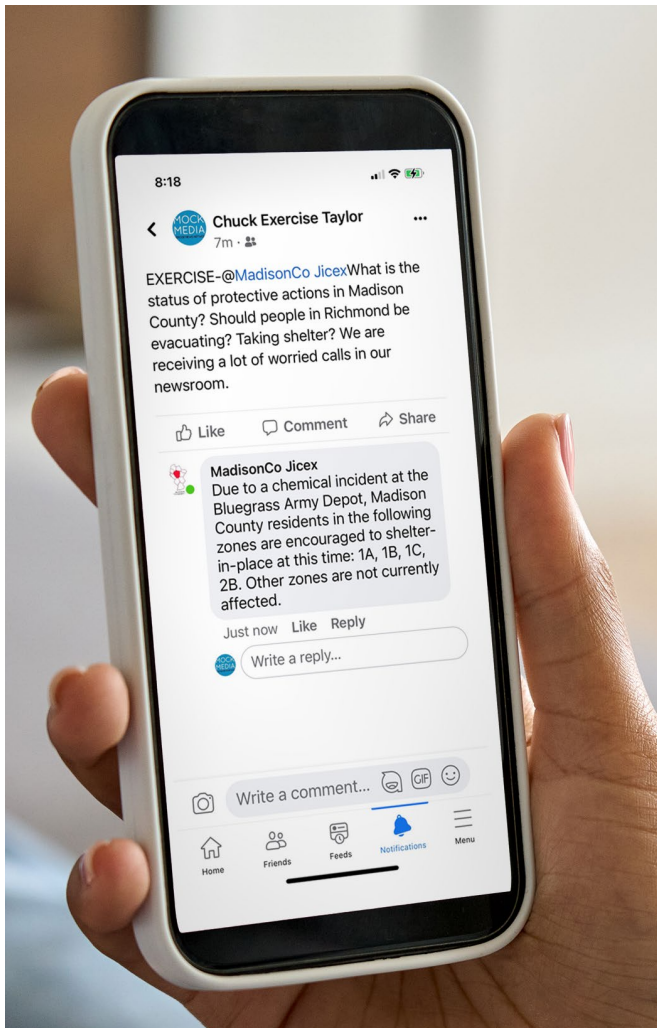 8:18
MOCK
MEDIA
Chuck Exercise Taylor
7m
EXERCISE-@MadisonCo JicexWhat is the
status of protective actions in Madison
County? Should people in Richmond be
evacuating? Taking shelter? We are
receiving a lot of worried calls in our
newsroom.
Like Comment Share
MadisonCo Jicex
Due to a chemical incident at the
Bluegrass Army Depot, Madison
County residents in the following
zones are encouraged to shelter-
in-place at this time: 1A, 1B, 1C,
2B. Other zones are not currently
affected.
Just now Like Reply
MOCK
MEDIA
Write a reply...
Write a comment... GIF
Home Friends Feeds Notifications Menu